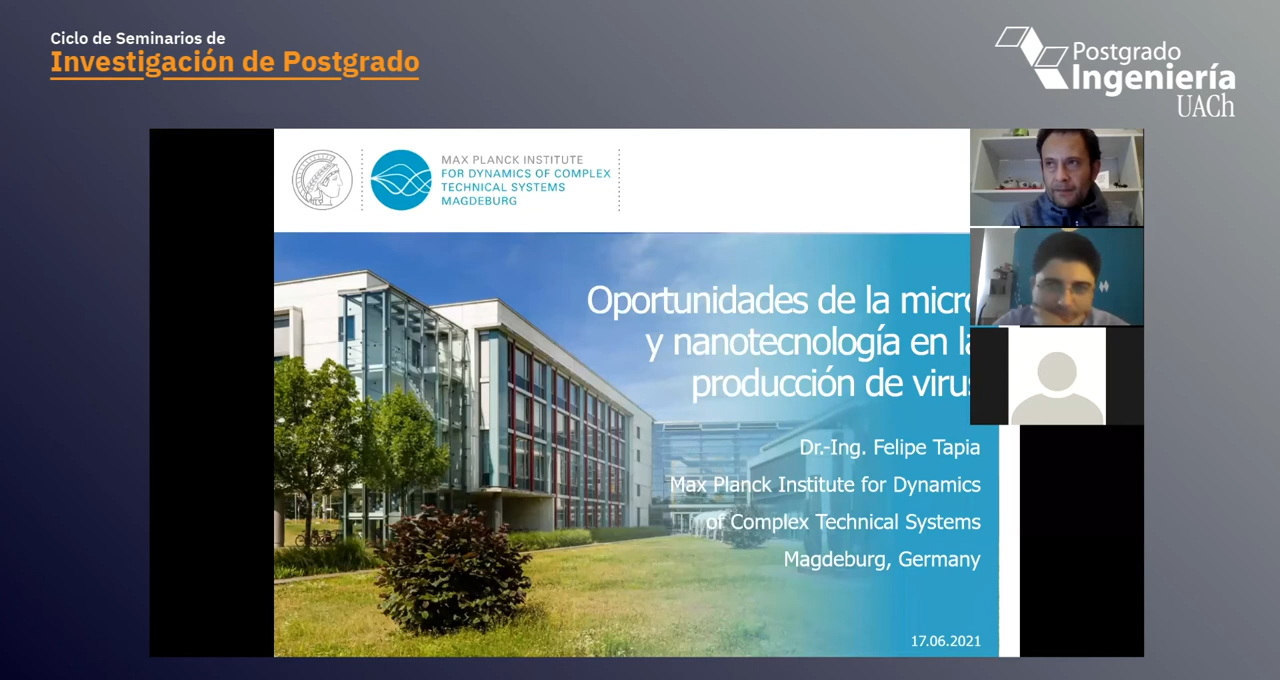 Ciclo de Seminarios de
Investigación de Postgrado
Postgrado
Ingeniería
UACh
MAX PLANCK INSTITUTE
FOR DYNAMICS OF COMPLEX
TECHNICAL SYSTEMS
MAGDEBURG
Oportunidades de la micro
y nanotecnología en la
producción de virus
Dr.-Ing. Felipe Tapia
Max Planck Institute for Dynamics
of Complex Technical Systems
Magdeburg, Germany
17.06.2021